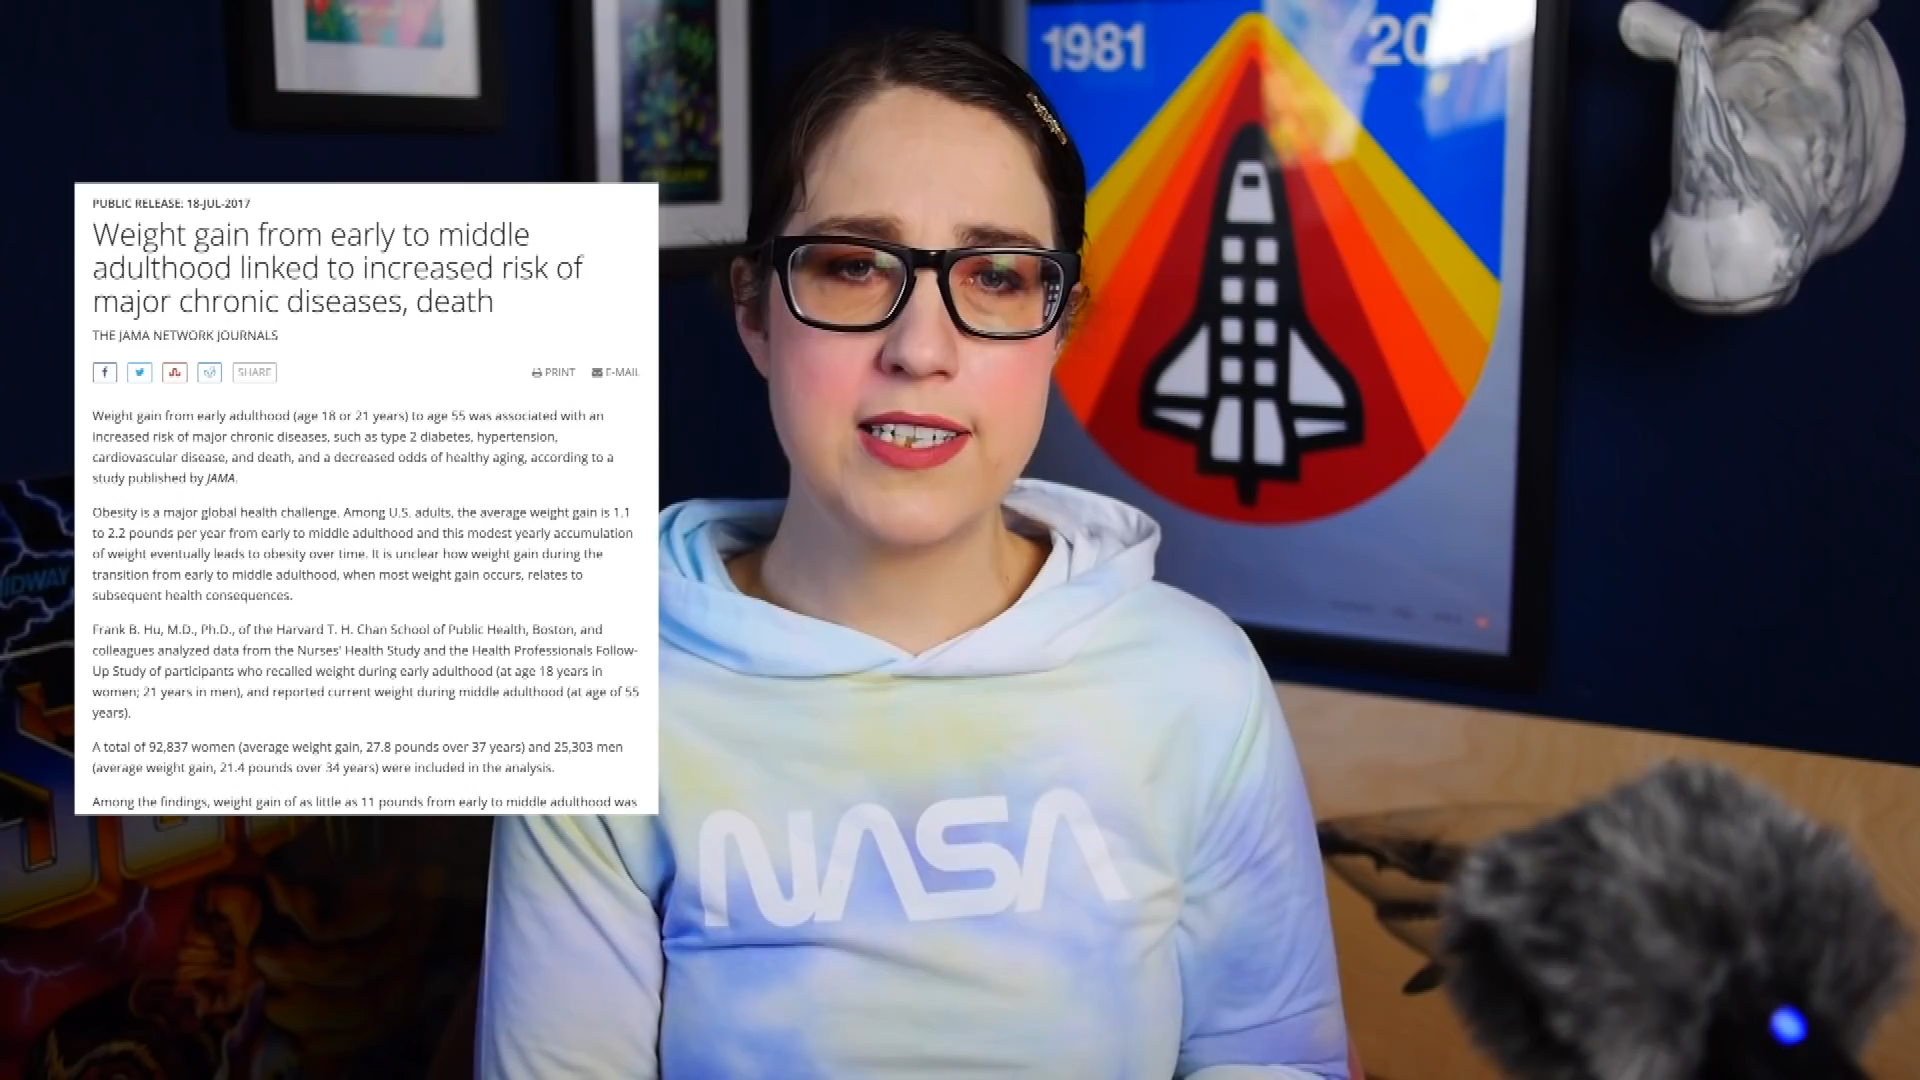 1981
PUBLIC RELEASE: 18-JUL-2017
Weight gain from early to middle
adulthood linked to increased risk of
major chronic diseases, death
THE JAMA NETWORK JOURNALS
SHARE
PRINT
E-MAIL
Weight gain from early adulthood (age 18 or 21 years) to age 55 was associated with an
increased risk of major chronic diseases, such as type 2 diabetes, hypertension,
cardiovascular disease, and death, and a decreased odds of healthy aging, according to a
study published by JAMA.
Obesity is a major global health challenge. Among U.S. adults, the average weight gain is 1.1
to 2.2 pounds per year from early to middle adulthood and this modest yearly accumulation
of weight eventually leads to obesity over time. It is unclear how weight gain during the
transition from early to middle adulthood, when most weight gain occurs, relates to
subsequent health consequences.
Frank B. Hu, M.D., Ph.D., of the Harvard T. H. Chan School of Public Health, Boston, and
colleagues analyzed data from the Nurses' Health Study and the Health Professionals Follow-
Up Study of participants who recalled weight during early adulthood (at age 18 years in
women; 21 years in men), and reported current weight during middle adulthood (at age of 55
years).
A total of 92,837 women (average weight gain, 27.8 pounds over 37 years) and 25,303 men
(average weight gain, 21.4 pounds over 34 years) were included in the analysis.
Among the findings, weight gain of as little as 11 pounds from early to middle adulthood was
MIDWAY
NASA